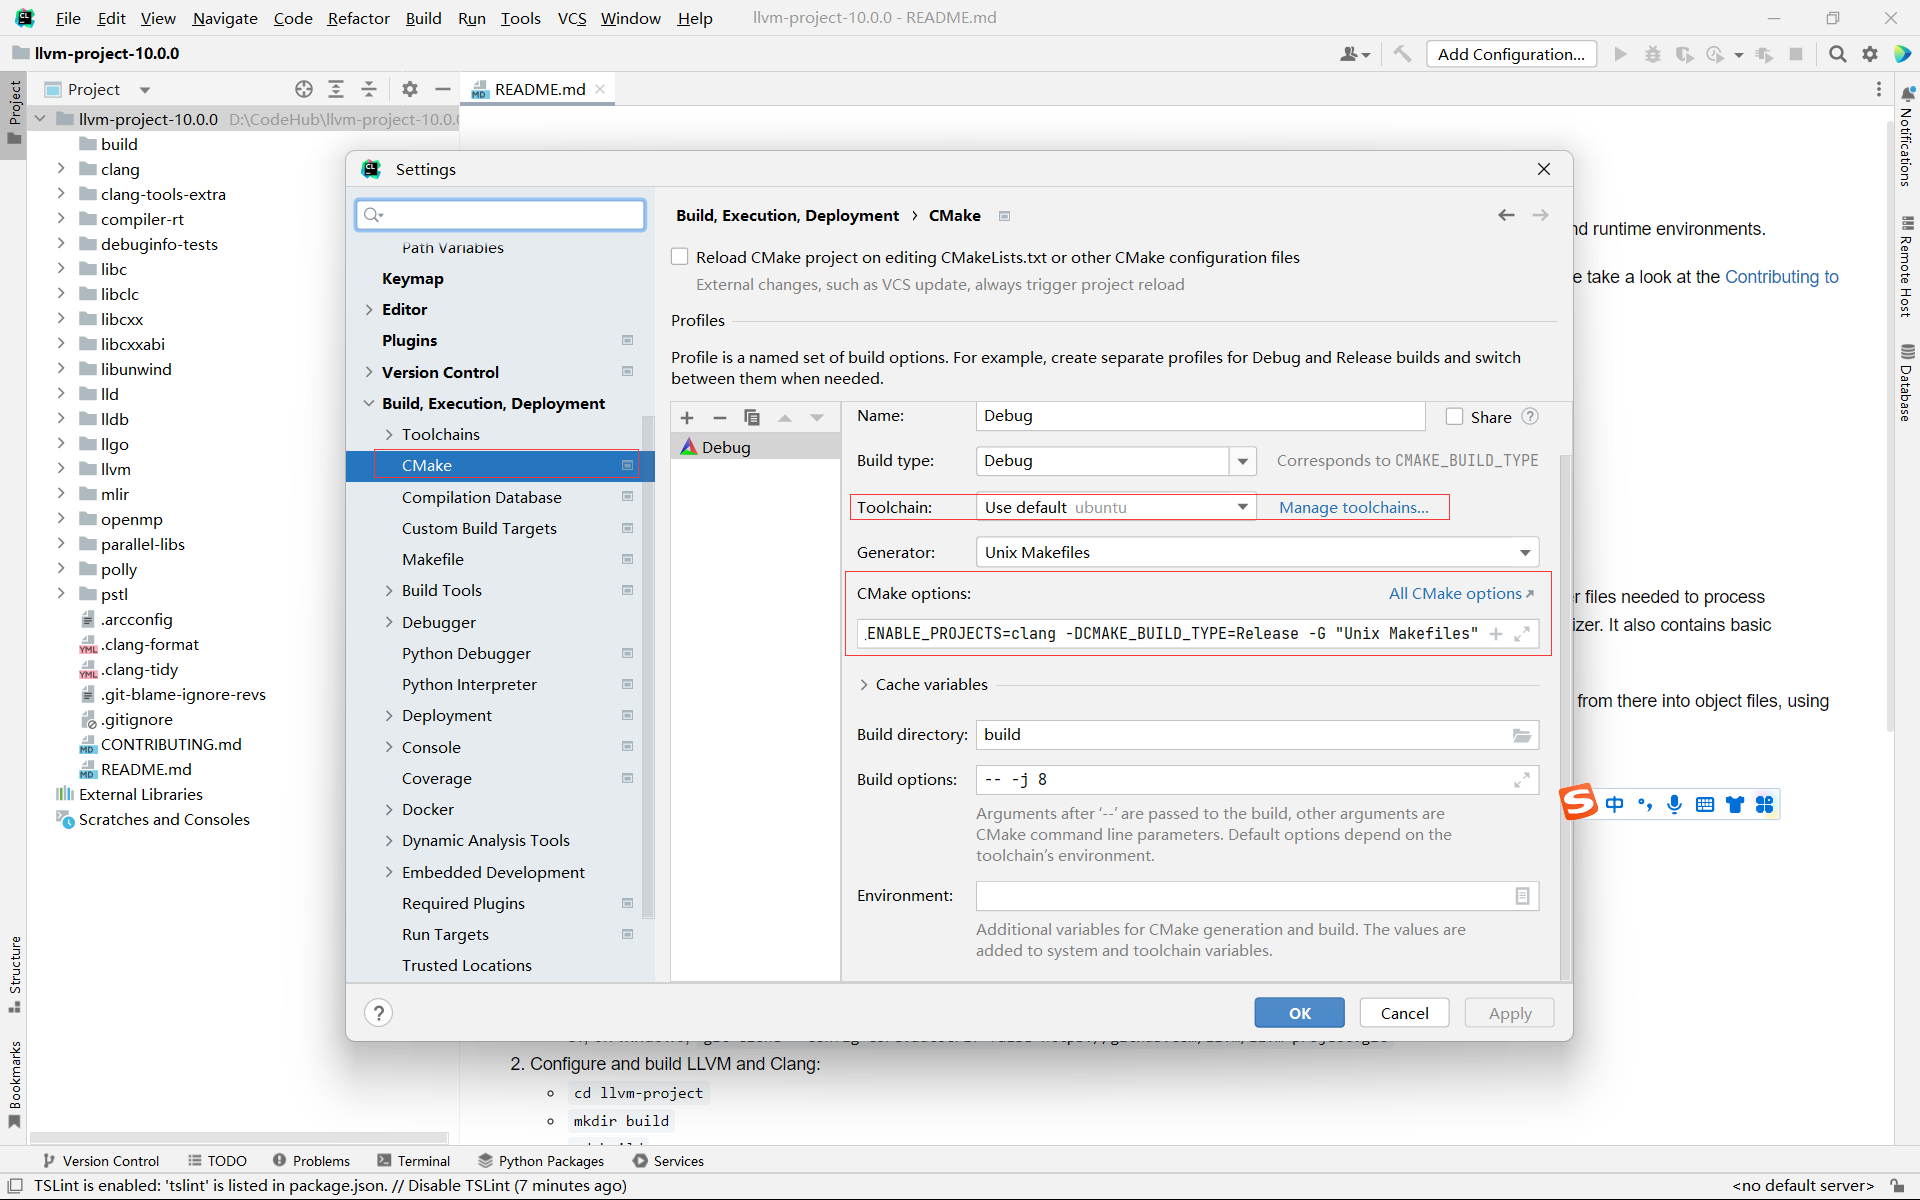 File Edit View Navigate Code Refactor Build Run Tools VCS Window Help llvm-project-10.0.0 - README.md
llvm-project-10.0.0
Add Configuration...
Project
Project
README.md
llvm-project-10.0.0 D:\CodeHub\llvm-project-10.0.
build
clang
clang-tools-extra
compiler-rt
debuginfo-tests
libc
libclc
libcxx
libcxxabi
libunwind
lld
lldb
llgo
llvm
mlir
openmp
parallel-libs
polly
pstl
.arcconfig
.clang-format
.clang-tidy
.git-blame-ignore-revs
.gitignore
CONTRIBUTING.md
README.md
External Libraries
Scratches and Consoles
Structure
Bookmarks
Settings
Path Variables
Keymap
Editor
Plugins
Version Control
Build, Execution, Deployment
Toolchains
CMake
Compilation Database
Custom Build Targets
Makefile
Build Tools
Debugger
Python Debugger
Python Interpreter
Deployment
Console
Coverage
Docker
Dynamic Analysis Tools
Embedded Development
Required Plugins
Run Targets
Trusted Locations
Build, Execution, Deployment › CMake
Reload CMake project on editing CMakeLists.txt or other CMake configuration files
External changes, such as VCS update, always trigger project reload
Profiles
Profile is a named set of build options. For example, create separate profiles for Debug and Release builds and switch
between them when needed.
Debug
Name: Debug Share
Build type: Debug Corresponds to CMAKE_BUILD_TYPE
Toolchain: Use default ubuntu Manage toolchains...
Generator: Unix Makefiles
CMake options: All CMake options
ENABLE_PROJECTS=clang -DCMAKE_BUILD_TYPE=Release -G "Unix Makefiles"
Cache variables
Build directory: build
Build options: -- -j 8
Arguments after ‘--’ are passed to the build, other arguments are
CMake command line parameters. Default options depend on the
toolchain’s environment.
Environment:
Additional variables for CMake generation and build. The values are
added to system and toolchain variables.
? OK Cancel Apply
nd runtime environments.
e take a look at the Contributing to
r files needed to process
izer. It also contains basic
from there into object files, using
中
2. Configure and build LLVM and Clang:
cd llvm-project
mkdir build
Notifications
Remote Host
Database
Version Control TODO Problems Terminal Python Packages Services
TSLint is enabled: 'tslint' is listed in package.json. // Disable TSLint (7 minutes ago) <no default server>